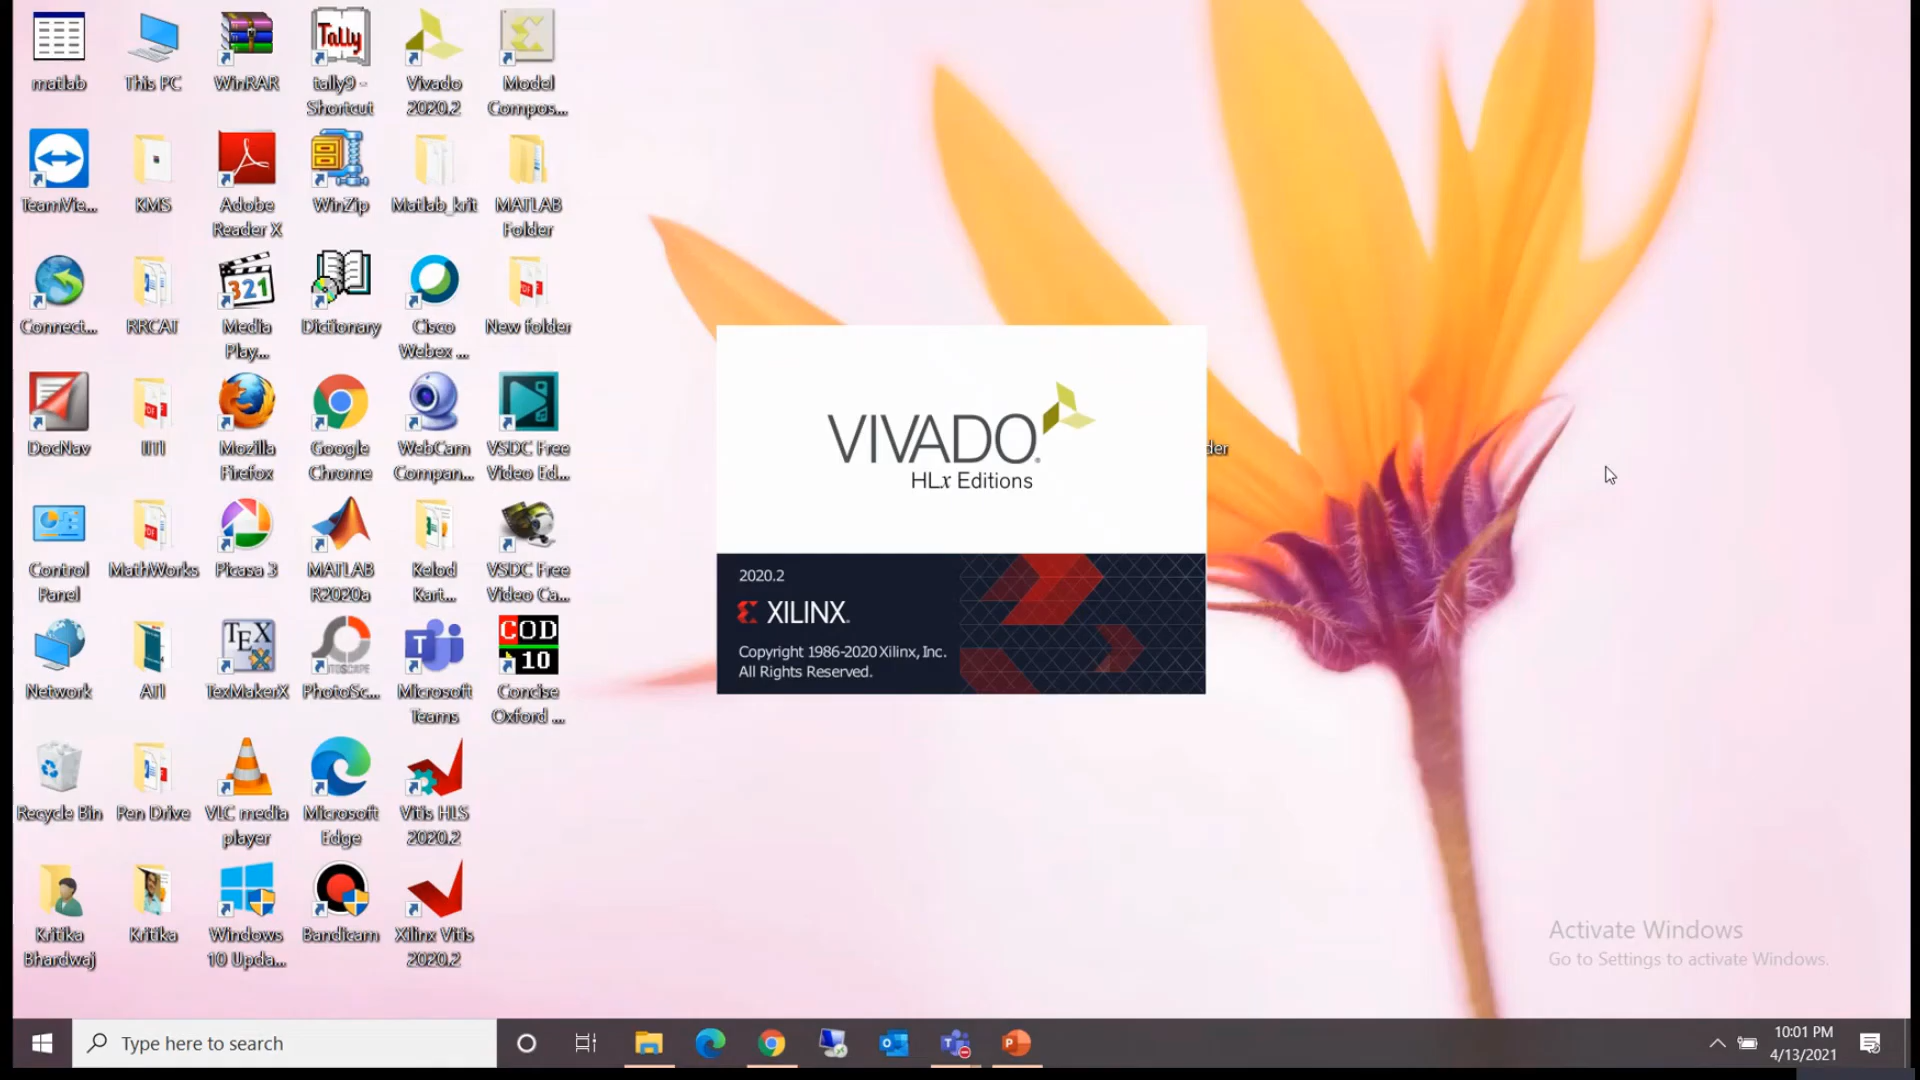 matlab
This PC
WinRAR
Tally
tally9 -
Shortcut
Vivado
2020.2
Model
Compos...
TeamVie...
KMS
Adobe
Reader X
WinZip
Matlab_krit
MATLAB
Folder
Connect...
RRCAT
321
Media
Play...
Dictionary
Cisco
Webex ...
New folder
DocNav
IITI
Mozilla
Firefox
Google
Chrome
WebCam
Compan...
VSDC Free
Video Ed...
der
Control
Panel
MathWorks
Picasa 3
MATLAB
R2020a
Kelod
Kart...
VSDC Free
Video Ca...
Network
ATI
TEX
TexMakerX
PhotoSc...
Microsoft
Teams
COD
10
Concise
Oxford ...
Recycle Bin
Pen Drive
VLC media
player
Microsoft
Edge
Vitis HLS
2020.2
Kritika
Bhardwaj
Kritika
Windows
10 Upda...
Bandicam
Xilinx Vitis
2020.2
VIVADO
HLx Editions
2020.2
XILINX
Copyright 1986-2020 Xilinx, Inc.
All Rights Reserved.
Activate Windows
Go to Settings to activate Windows.
Type here to search
10:01 PM
4/13/2021